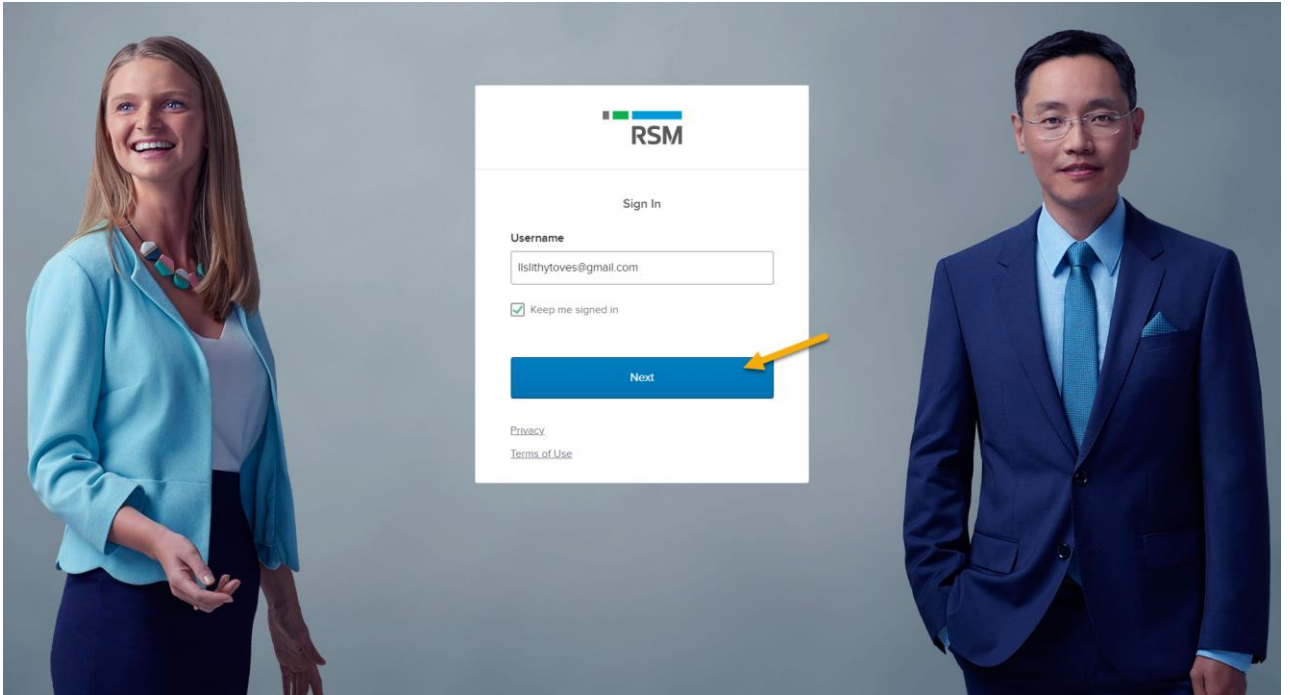 RSM
Sign In
Username
llslithytoves@gmail.com
Keep me signed in
Next
Privacy
Terms of Use